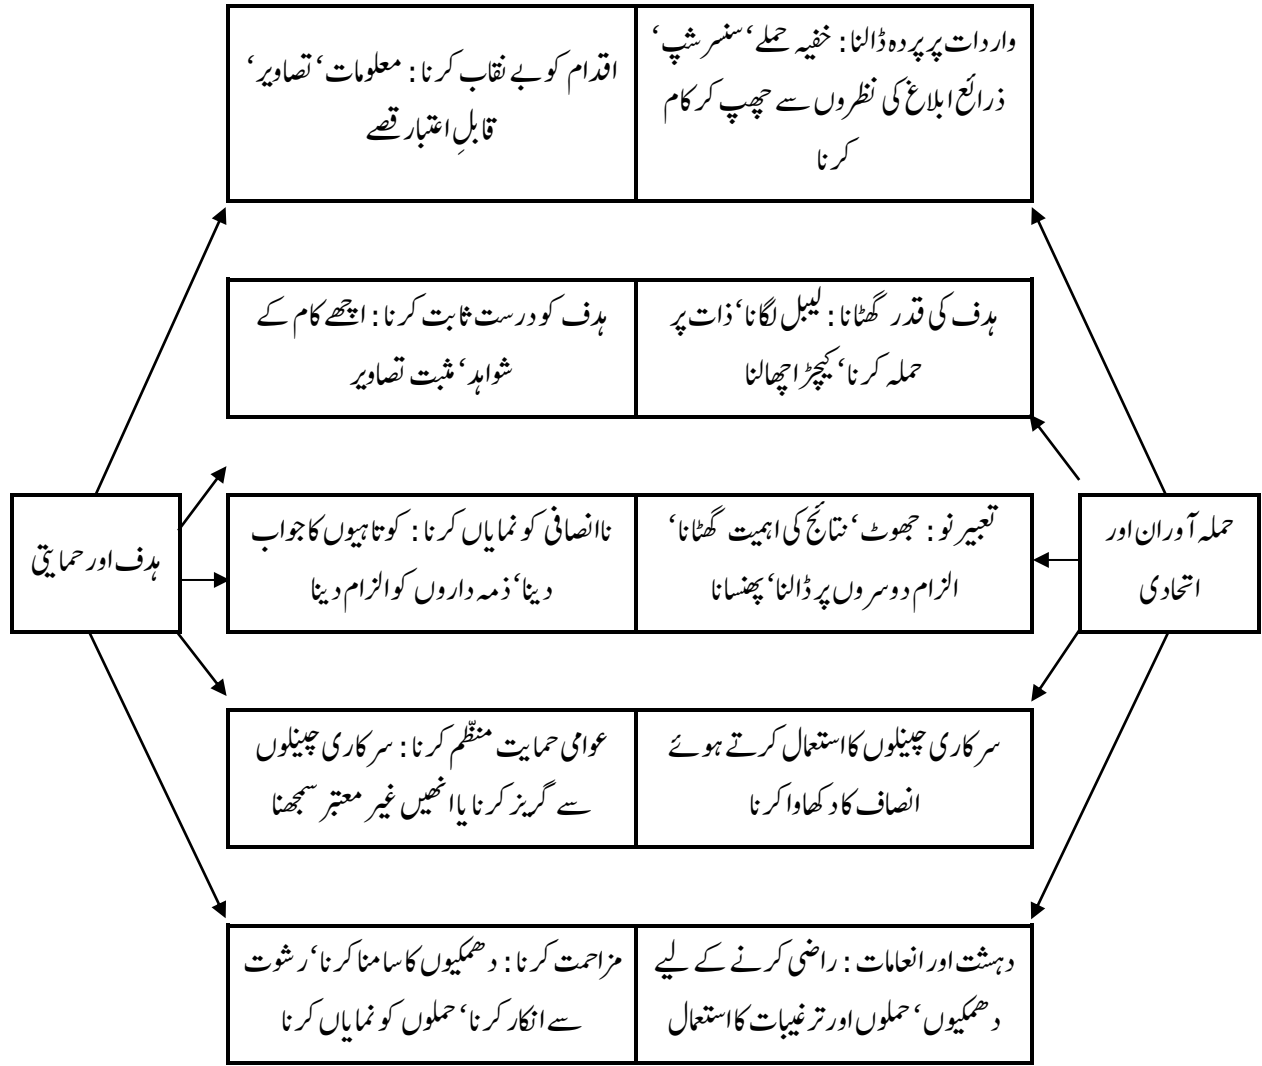 واردات پر پردہ ڈالنا: خفیہ حملے‘ سنسر شپ‘
ذرائع ابلاغ کی نظروں سے چھپ کر کام
کرنا
اقدام کو بے نقاب کرنا: معلومات‘ تصاویر‘
قابلِ اعتبار قصے
ہدف کی قدر گھٹانا: لیبل لگانا‘ ذات پر
حملہ کرنا‘ کیچڑ اچھالنا
ہدف کو درست ثابت کرنا: اچھے کام کے
شواہد‘ مثبت تصاویر
حملہ آوران اور
اتحادی
تعبیر نو: جھوٹ‘ نتائج کی اہمیت گھٹانا‘
الزام دوسروں پر ڈالنا‘ پھنسانا
ناانصافی کو نمایاں کرنا: کوتاہیوں کا جواب
دینا‘ ذمہ داروں کو الزام دینا
ہدف اور حمایتی
سرکاری چینلوں کا استعمال کرتے ہوئے
انصاف کا دکھاوا کرنا
عوامی حمایت منظّم کرنا: سرکاری چینلوں
سے گریز کرنا یا انھیں غیر معتبر سمجھنا
دہشت اور انعامات: راضی کرنے کے لیے
دھمکیوں‘ حملوں اور ترغیبات کا استعمال
مزاحمت کرنا: دھمکیوں کا سامنا کرنا‘ رشوت
سے انکار کرنا‘ حملوں کو نمایاں کرنا